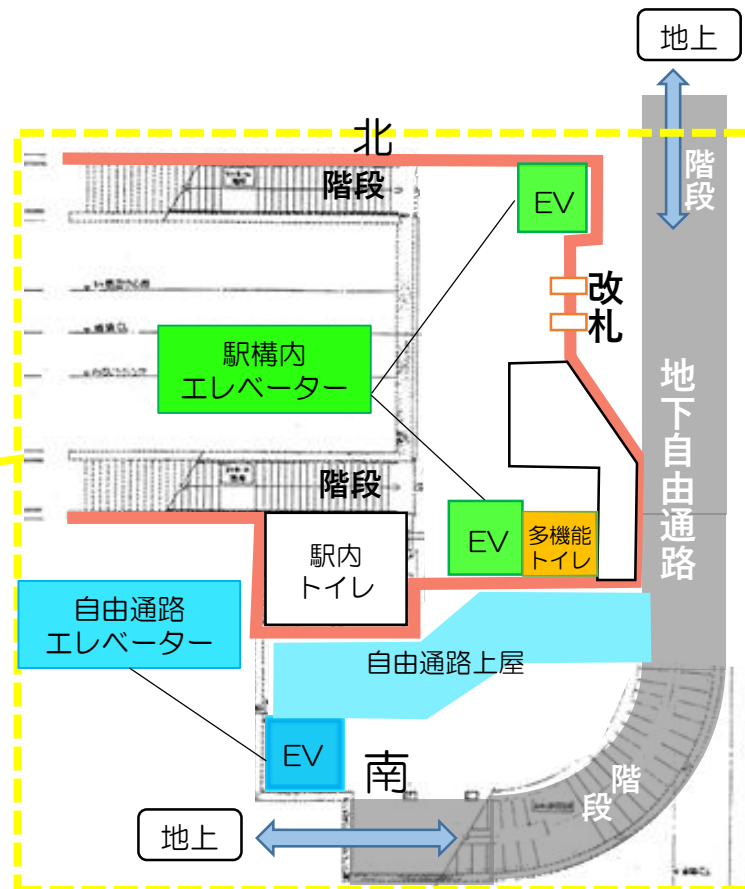 地上
北
階段
階段
EV
改札
駅構内
エレベーター
地下自由通路
階段
EV
多機能
トイレ
駅内
トイレ
自由通路
エレベーター
自由通路上屋
EV
南
階段
地上